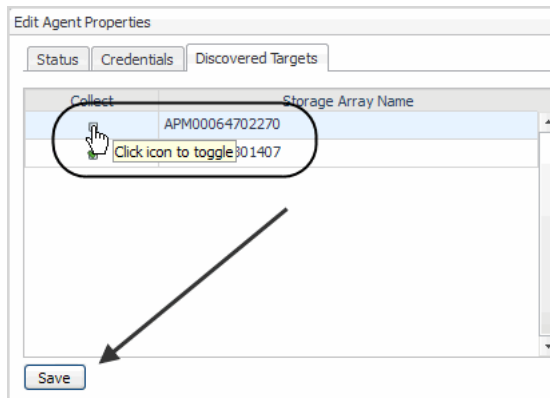 Edit Agent Properties
Status Credentials Discovered Targets
Collect Storage Array Name
APM00064702270
Click icon to toggle 301407
Save